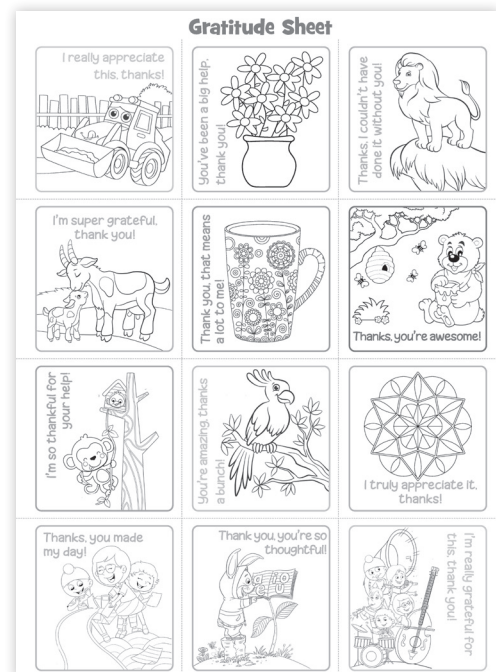 Gratitude Sheet
I really appreciate
this, thanks!
You've been a big help,
thank you!
Thanks, I couldn't have
done it without you!
I'm super grateful,
thank you!
Thank you, that means
a lot to me!
Thanks, you're awesome!
I'm so thankful for
your help!
You're amazing, thanks
a bunch!
I truly appreciate it,
thanks!
Thanks, you made
my day!
Thank you, you're so
thoughtful!
I'm really grateful for
this, thank you!